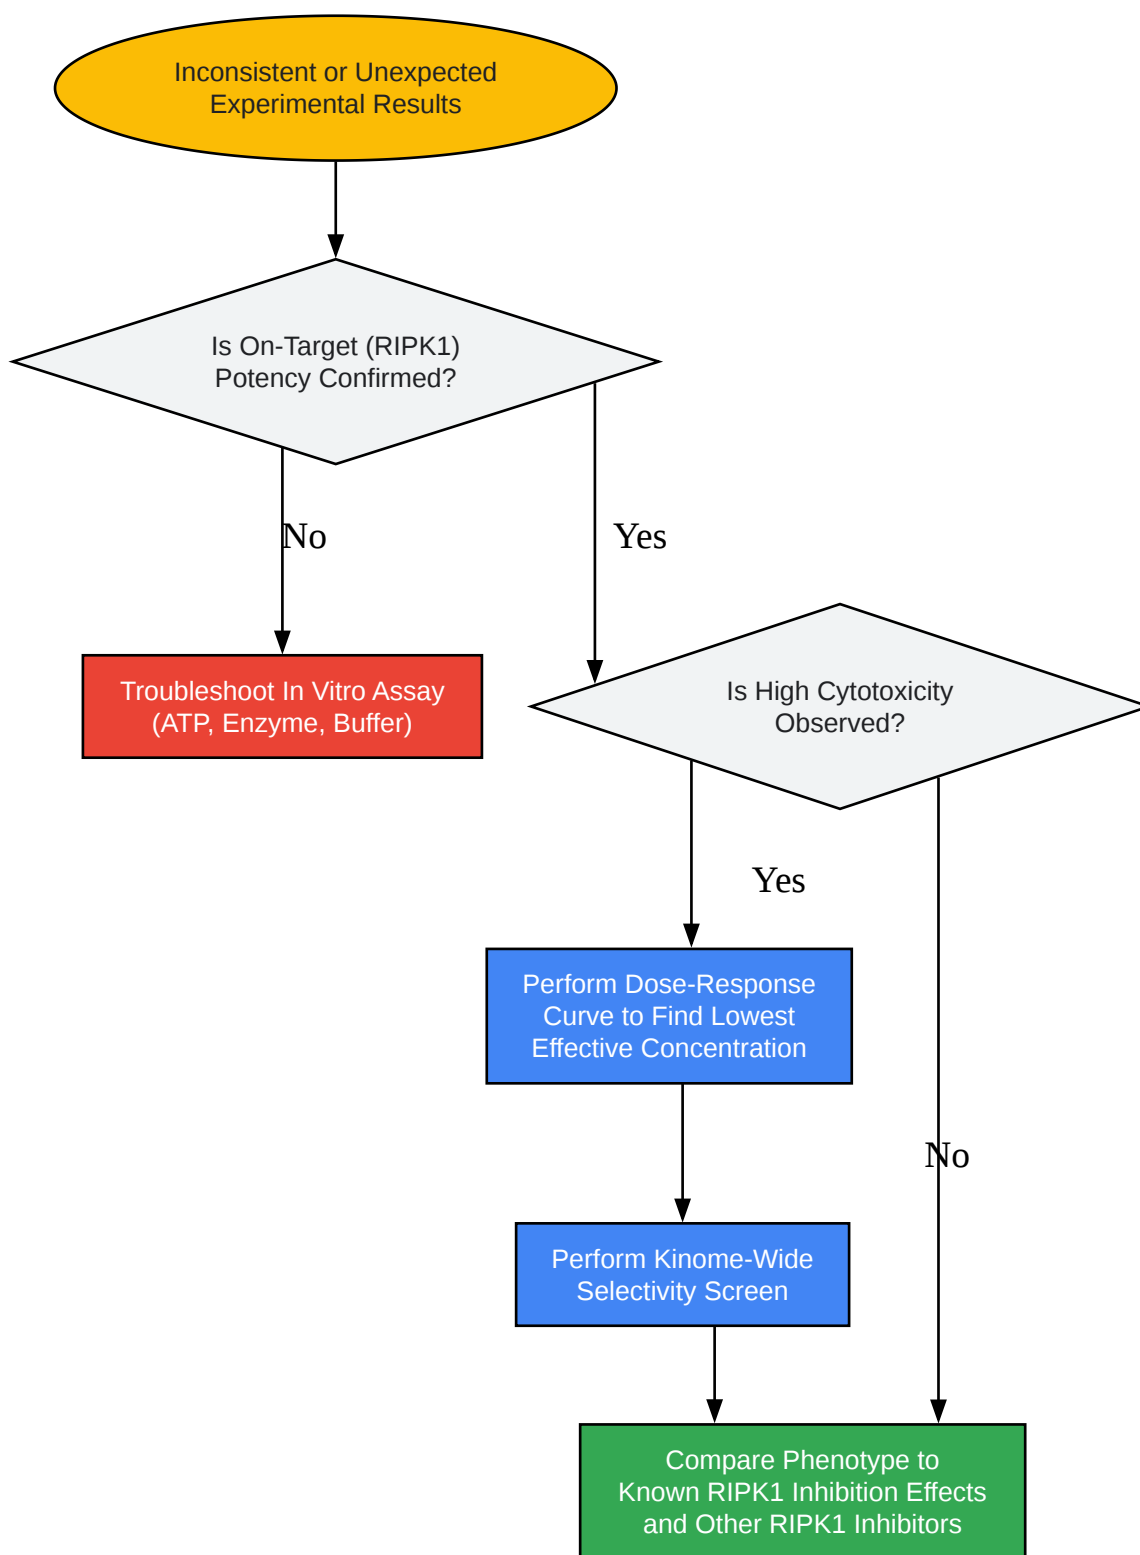 Inconsistent or Unexpected
Experimental Results
Is On-Target (RIPK1)
Potency Confirmed?
No
Yes
Troubleshoot In Vitro Assay
(ATP, Enzyme, Buffer)
Is High Cytotoxicity
Observed?
Yes
Perform Dose-Response
Curve to Find Lowest
Effective Concentration
No
Perform Kinome-Wide
Selectivity Screen
Compare Phenotype to
Known RIPK1 Inhibition Effects
and Other RIPK1 Inhibitors